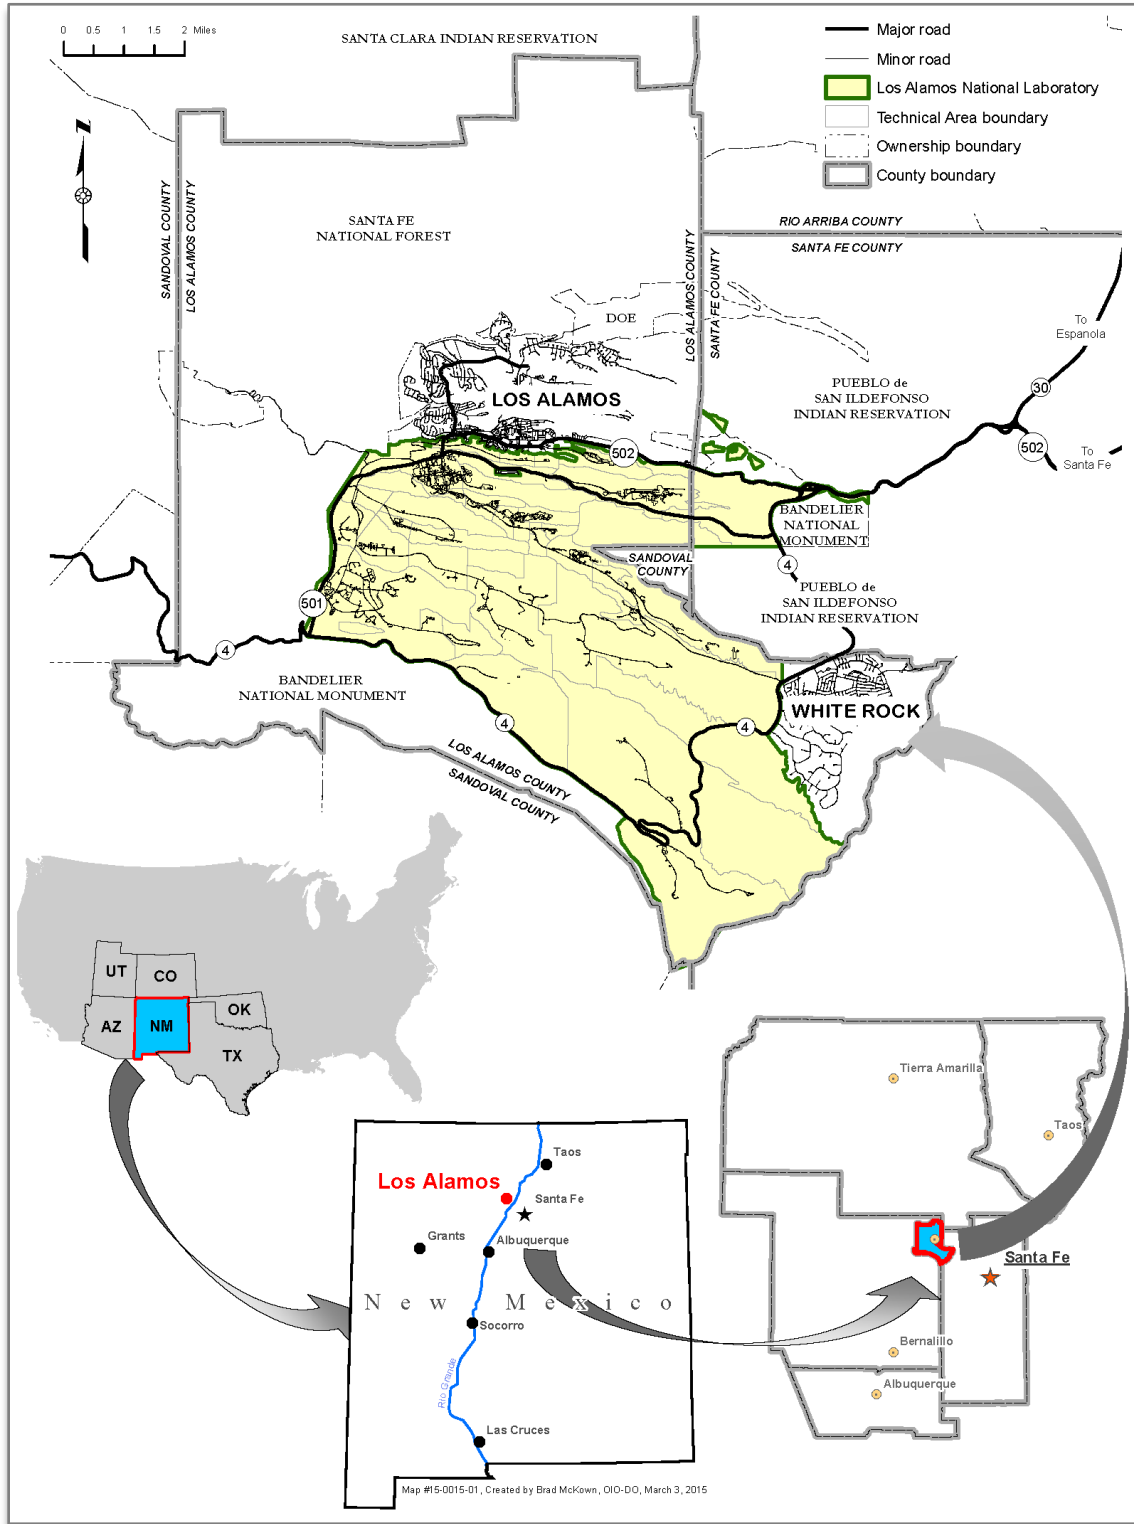 0 0.5 1 1.5 2 Miles
SANTA CLARA INDIAN RESERVATION
Major road
Minor road
Los Alamos National Laboratory
Technical Area boundary
Ownership boundary
County boundary
N
SANDOVAL COUNTY
LOS ALAMOS COUNTY
SANTA FE
NATIONAL FOREST
RIO ARRIBA COUNTY
SANTA FE COUNTY
LOS ALAMOS COUNTY
SANTA FE COUNTY
DOE
To
Espanola
LOS ALAMOS
PUEBLO de
SAN ILDEFONSO
INDIAN RESERVATION
30
502
502
To
Santa Fe
BANDELIER
NATIONAL
MONUMENT
SANDOVAL
COUNTY
4
PUEBLO de
SAN ILDEFONSO
INDIAN RESERVATION
501
4
BANDELIER
NATIONAL MONUMENT
WHITE ROCK
4
4
LOS ALAMOS COUNTY
SANDOVAL COUNTY
UT
CO
AZ
NM
OK
TX
Tierra Amarilla
Taos
Santa Fe
Bernalillo
Albuquerque
Taos
Los Alamos
Santa Fe
Grants
Albuquerque
New Mexico
Socorro
Rio Grande
Las Cruces
Map #15-0015-01, Created by Brad McKown, OIO-DO, March 3, 2015